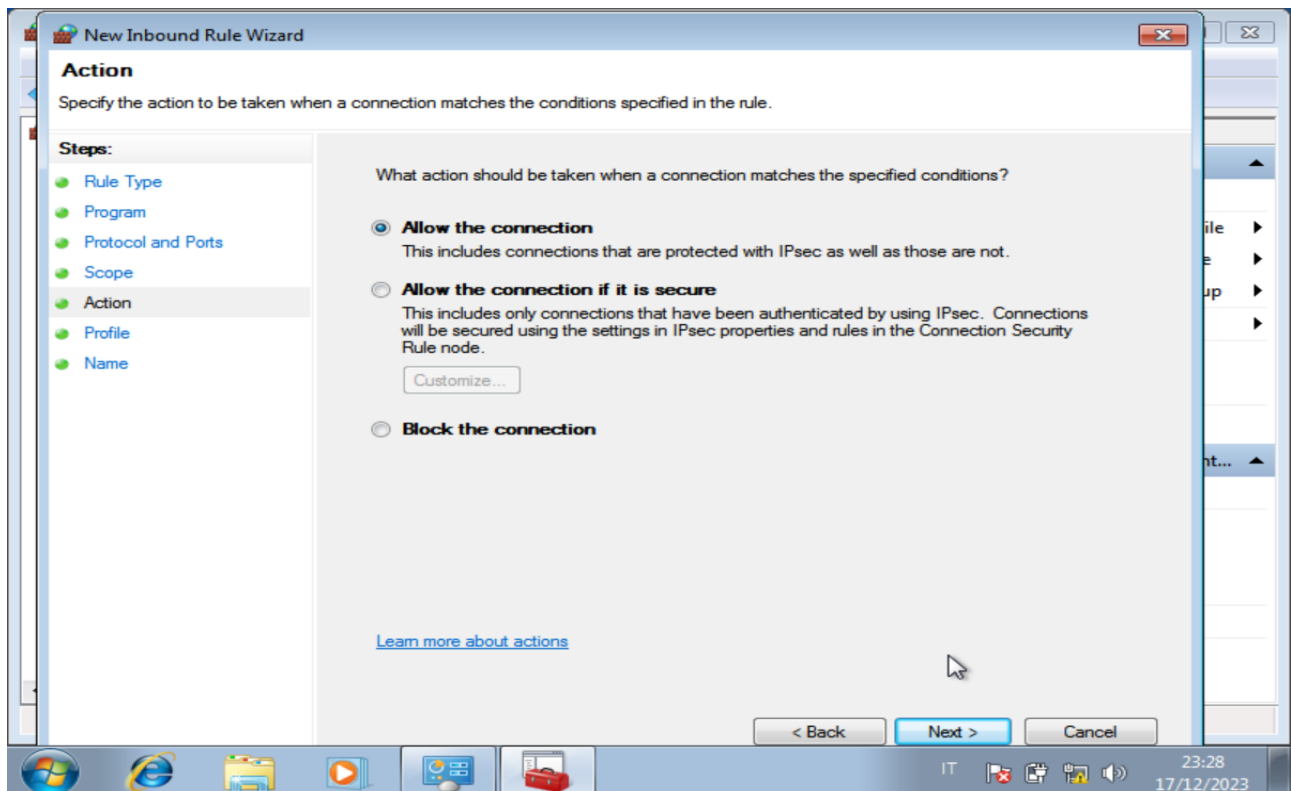 New Inbound Rule Wizard
Action
Specify the action to be taken when a connection matches the conditions specified in the rule.
Steps:
Rule Type
Program
Protocol and Ports
Scope
Action
Profile
Name
What action should be taken when a connection matches the specified conditions?
Allow the connection
This includes connections that are protected with IPsec as well as those are not.
Allow the connection if it is secure
This includes only connections that have been authenticated by using IPsec. Connections
will be secured using the settings in IPsec properties and rules in the Connection Security
Rule node.
Customize...
Block the connection
Learn more about actions
< Back
Next >
Cancel
ile
e
up
nt...
IT
23:28
17/12/2023